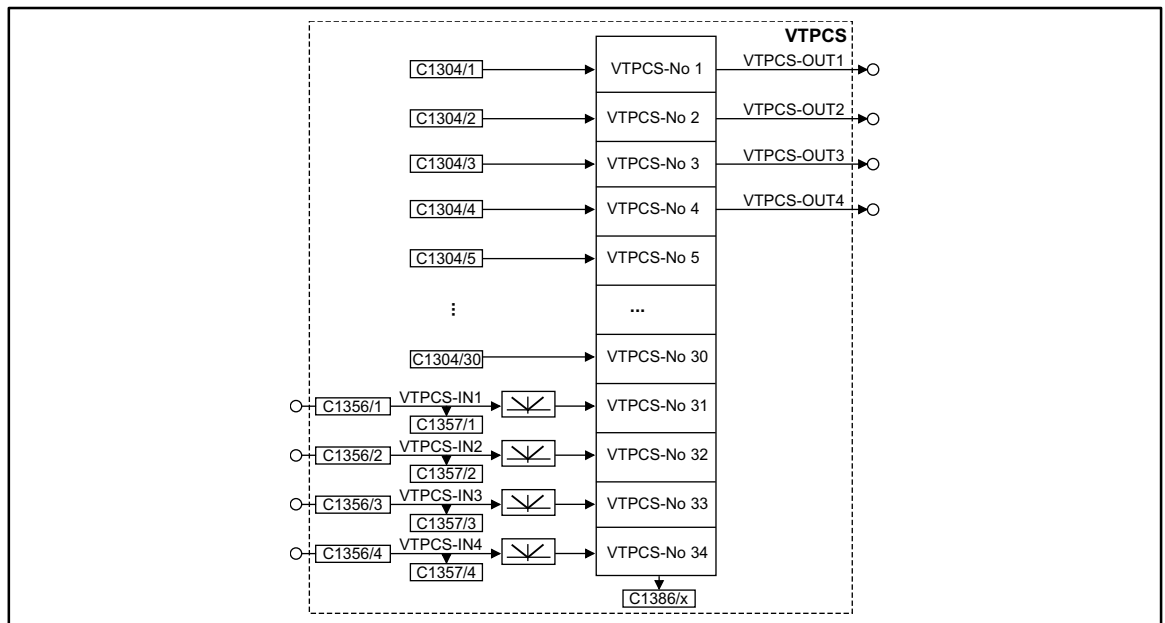 VTPCS
C1304/1 VTPCS-No 1 VTPCS-OUT1
C1304/2 VTPCS-No 2 VTPCS-OUT2
C1304/3 VTPCS-No 3 VTPCS-OUT3
C1304/4 VTPCS-No 4 VTPCS-OUT4
C1304/5 VTPCS-No 5
... ...
C1304/30 VTPCS-No 30
C1356/1 VTPCS-IN1 VTPCS-No 31
C1357/1
C1356/2 VTPCS-IN2 VTPCS-No 32
C1357/2
C1356/3 VTPCS-IN3 VTPCS-No 33
C1357/3
C1356/4 VTPCS-IN4 VTPCS-No 34
C1357/4
C1386/x